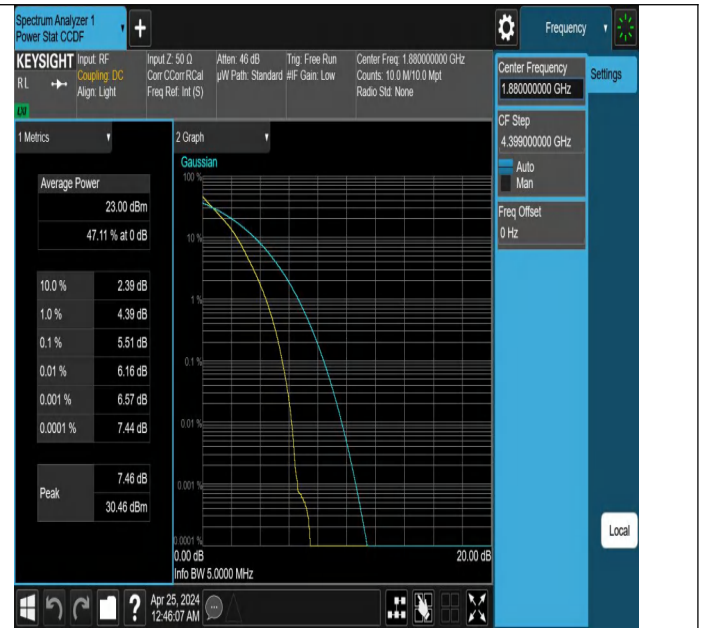 Spectrum Analyzer 1
Power Stat CCDF
+
Frequency
KEYSIGHT
RL
Input: RF
Coupling: DC
Align: Light
Input Z: 50 Ω
Corr CCorr RCal
Freq Ref: Int (S)
Atten: 46 dB
µW Path: Standard
Trig: Free Run
#IF Gain: Low
Center Freq: 1.880000000 GHz
Counts: 10.0 M/10.0 Mpt
Radio Std: None
Center Frequency
1.880000000 GHz
Settings
CF Step
4.399000000 GHz
Auto
Man
Freq Offset
0 Hz
Local
1 Metrics
Average Power
23.00 dBm
47.11 % at 0 dB
10.0 % 2.39 dB
1.0 % 4.39 dB
0.1 % 5.51 dB
0.01 % 6.16 dB
0.001 % 6.57 dB
0.0001 % 7.44 dB
Peak
7.46 dB
30.46 dBm
2 Graph
Gaussian
100 %
10 %
1 %
0.1 %
0.01 %
0.001 %
0.0001 %
0.00 dB
20.00 dB
Info BW 5.0000 MHz
?
Apr 25, 2024
12:46:07 AM